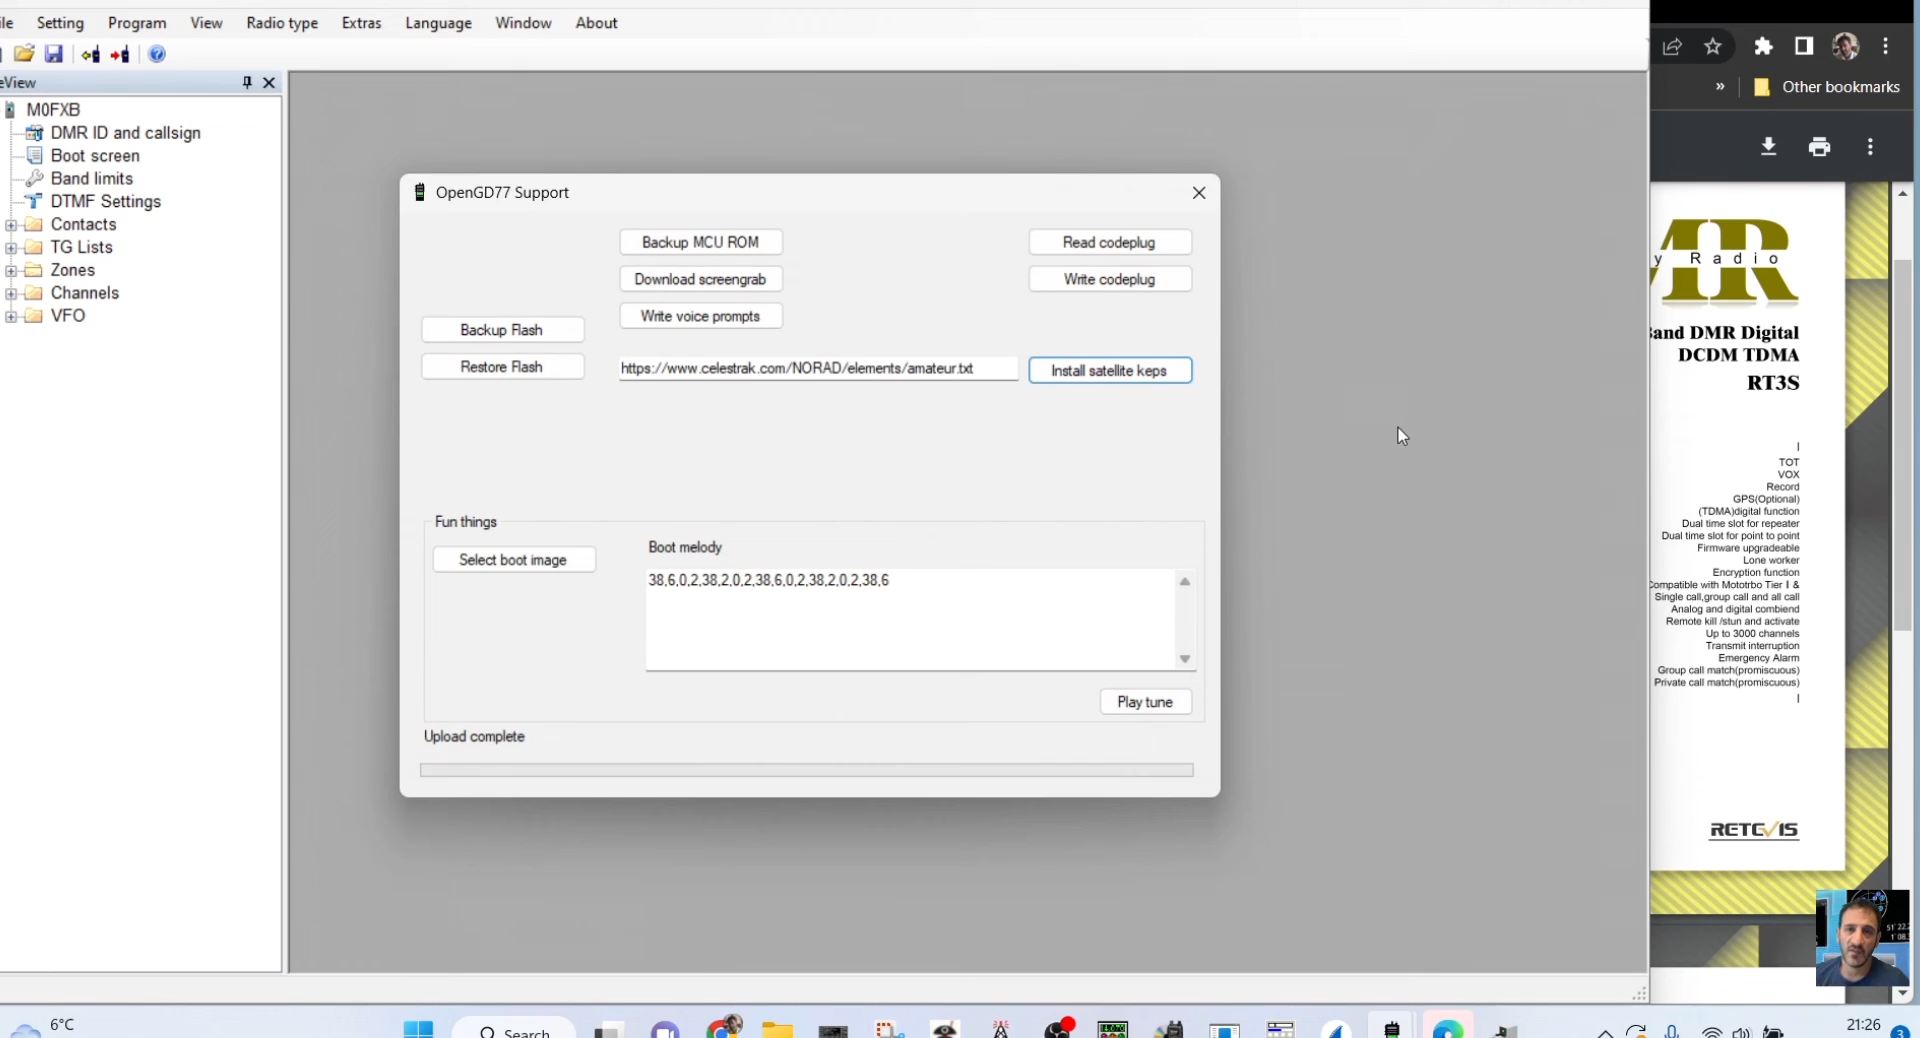 Setting Program View Radio type Extras Language Window About
Other bookmarks
M0FXB
DMR ID and callsign
Boot screen
Band limits
DTMF Settings
Contacts
TG Lists
Zones
Channels
VFO
OpenGD77 Support
Backup MCU ROM
Read codeplug
Download screengrab
Write codeplug
Write voice prompts
Backup Flash
Restore Flash
https://www.celestrak.com/NORAD/elements/amateur.txt
Install satellite keps
Fun things
Select boot image
Boot melody
38,6,0,2,38,2,0,2,38,6,0,2,38,2,0,2,38,6
Play tune
Upload complete
MR
y Radio
and DMR Digital
DCDM TDMA
RT3S
TOT
VOX
Record
GPS(Optional)
(TDMA)digital function
Dual time slot for repeater
Dual time slot for point to point
Firmware upgradeable
Lone worker
Encryption function
Compatible with Mototrbo Tier I &
Single call,group call and all call
Analog and digital combiend
Remote kill /stun and activate
Up to 3000 channels
Transmit interruption
Emergency Alarm
Group call match(promiscuous)
Private call match(promiscuous)
RETEVIS
6°C
Search
21:26
3